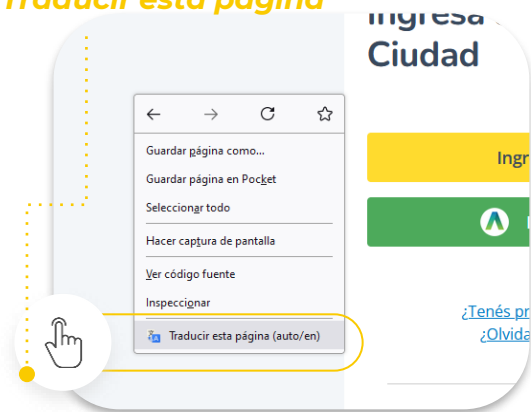 Traducir esta página
Ingresa
Ciudad
Guardar página como...
Guardar página en Pocket
Seleccionar todo
Hacer captura de pantalla
Ver código fuente
Inspeccionar
Traducir esta página (auto/en)
Ingr
¿Tenés pr
¿Olvida